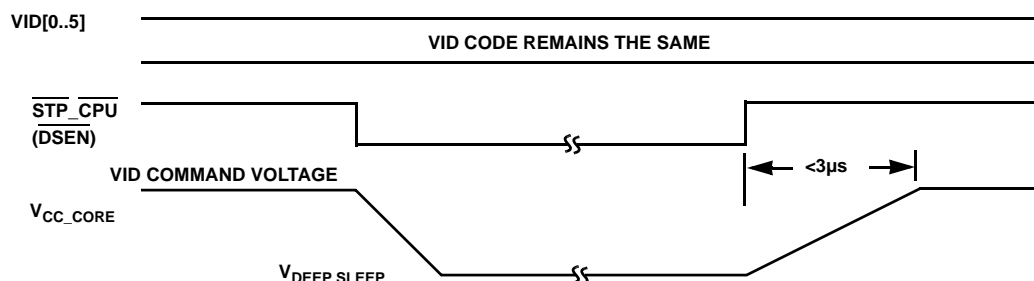 VID[0..5]
VID CODE REMAINS THE SAME
STP_CPU
(DSEN)
<3µs
VID COMMAND VOLTAGE
VCC_CORE
VDEEP SLEEP